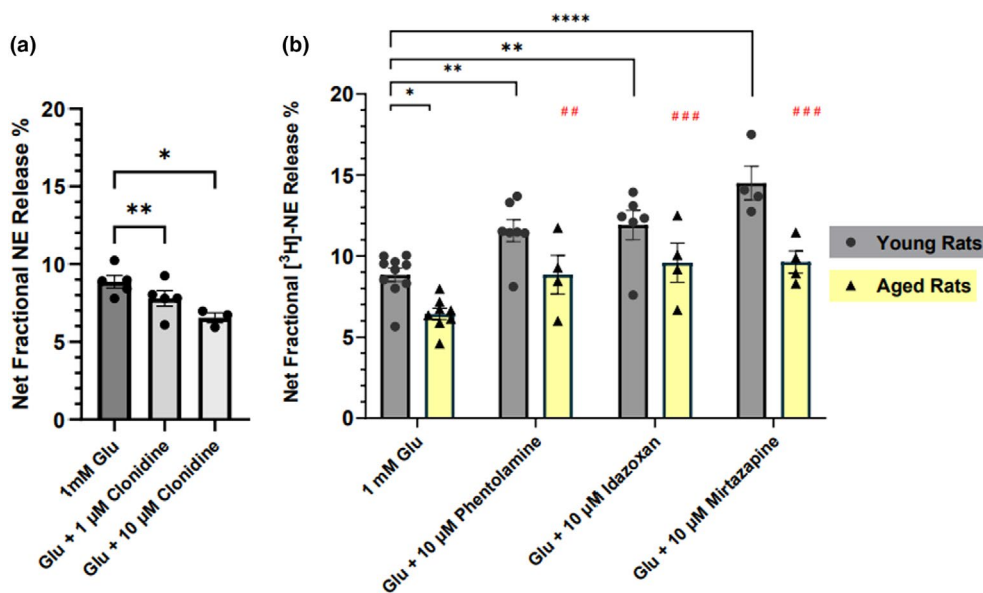 (a)
Net Fractional NE Release %
20
15
10
5
0
*
**
1mM Glu
Glu + 1 µM Clonidine
Glu + 10 µM Clonidine
(b)
Net Fractional [³H]-NE Release %
20
15
10
5
0
****
**
**
*
##
###
###
1 mM Glu
Glu + 10 µM Phentolamine
Glu + 10 µM Idazoxan
Glu + 10 µM Mirtazapine
Young Rats
Aged Rats